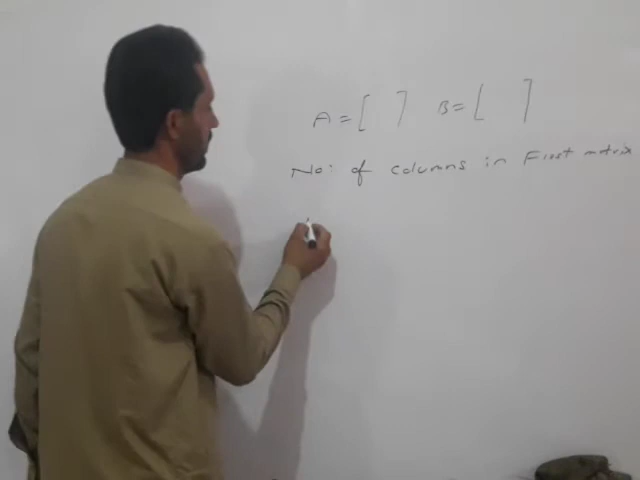 A = [ ] B = [ ]
No: of columns in First matrix